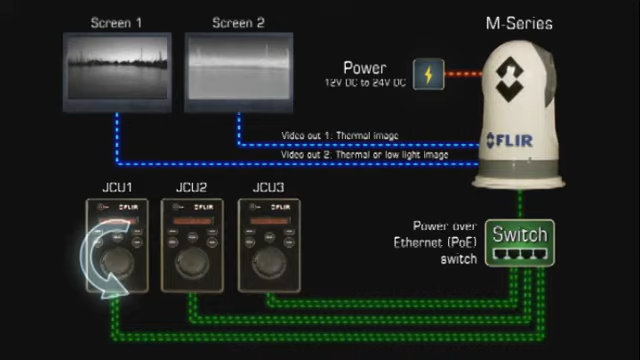 Screen 1
Screen 2
M-Series
Power
12V DC to 24V DC
Video out 1: Thermal image
Video out 2: Thermal or low light image
FLIR
JCU1
JCU2
JCU3
FLIR
FLIR
FLIR
Power over
Ethernet (PoE)
switch
Switch